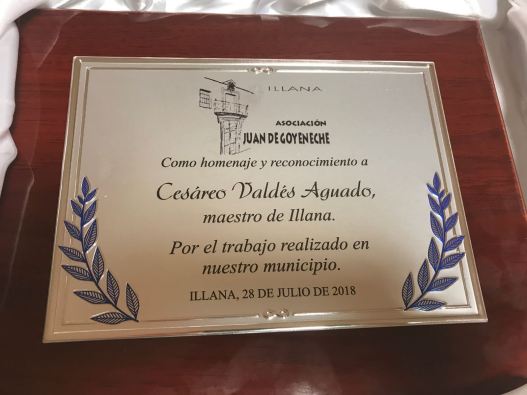 ILLANA
ASOCIACIÓN
JUAN DE GOYENECHE
Como homenaje y reconocimiento a
Cesáreo Valdés Aguado,
maestro de Illana.
Por el trabajo realizado en
nuestro municipio.
ILLANA, 28 DE JULIO DE 2018